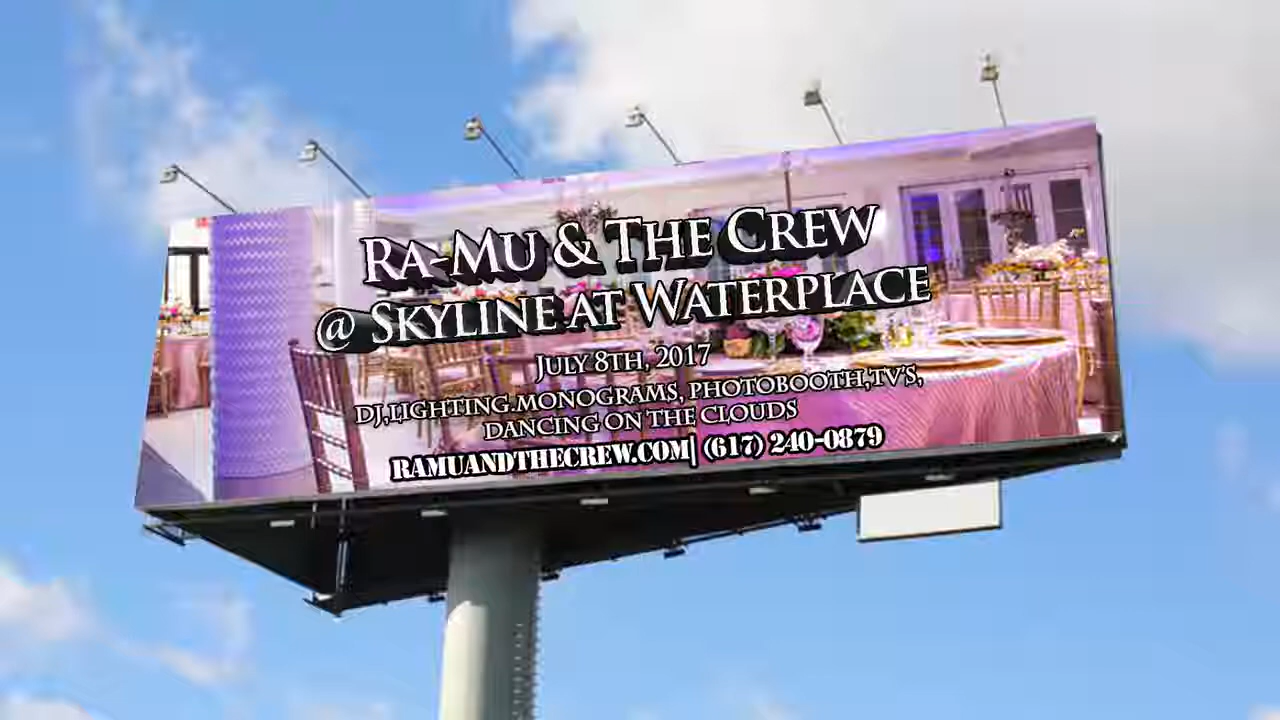 Ra-Mu & The Crew
@ Skyline at Waterplace
July 8th, 2017
DJ,Lighting.Monograms, Photobooth,TV's,
Dancing on the Clouds
RAMUANDTHECREW.COM| (617) 240-0879